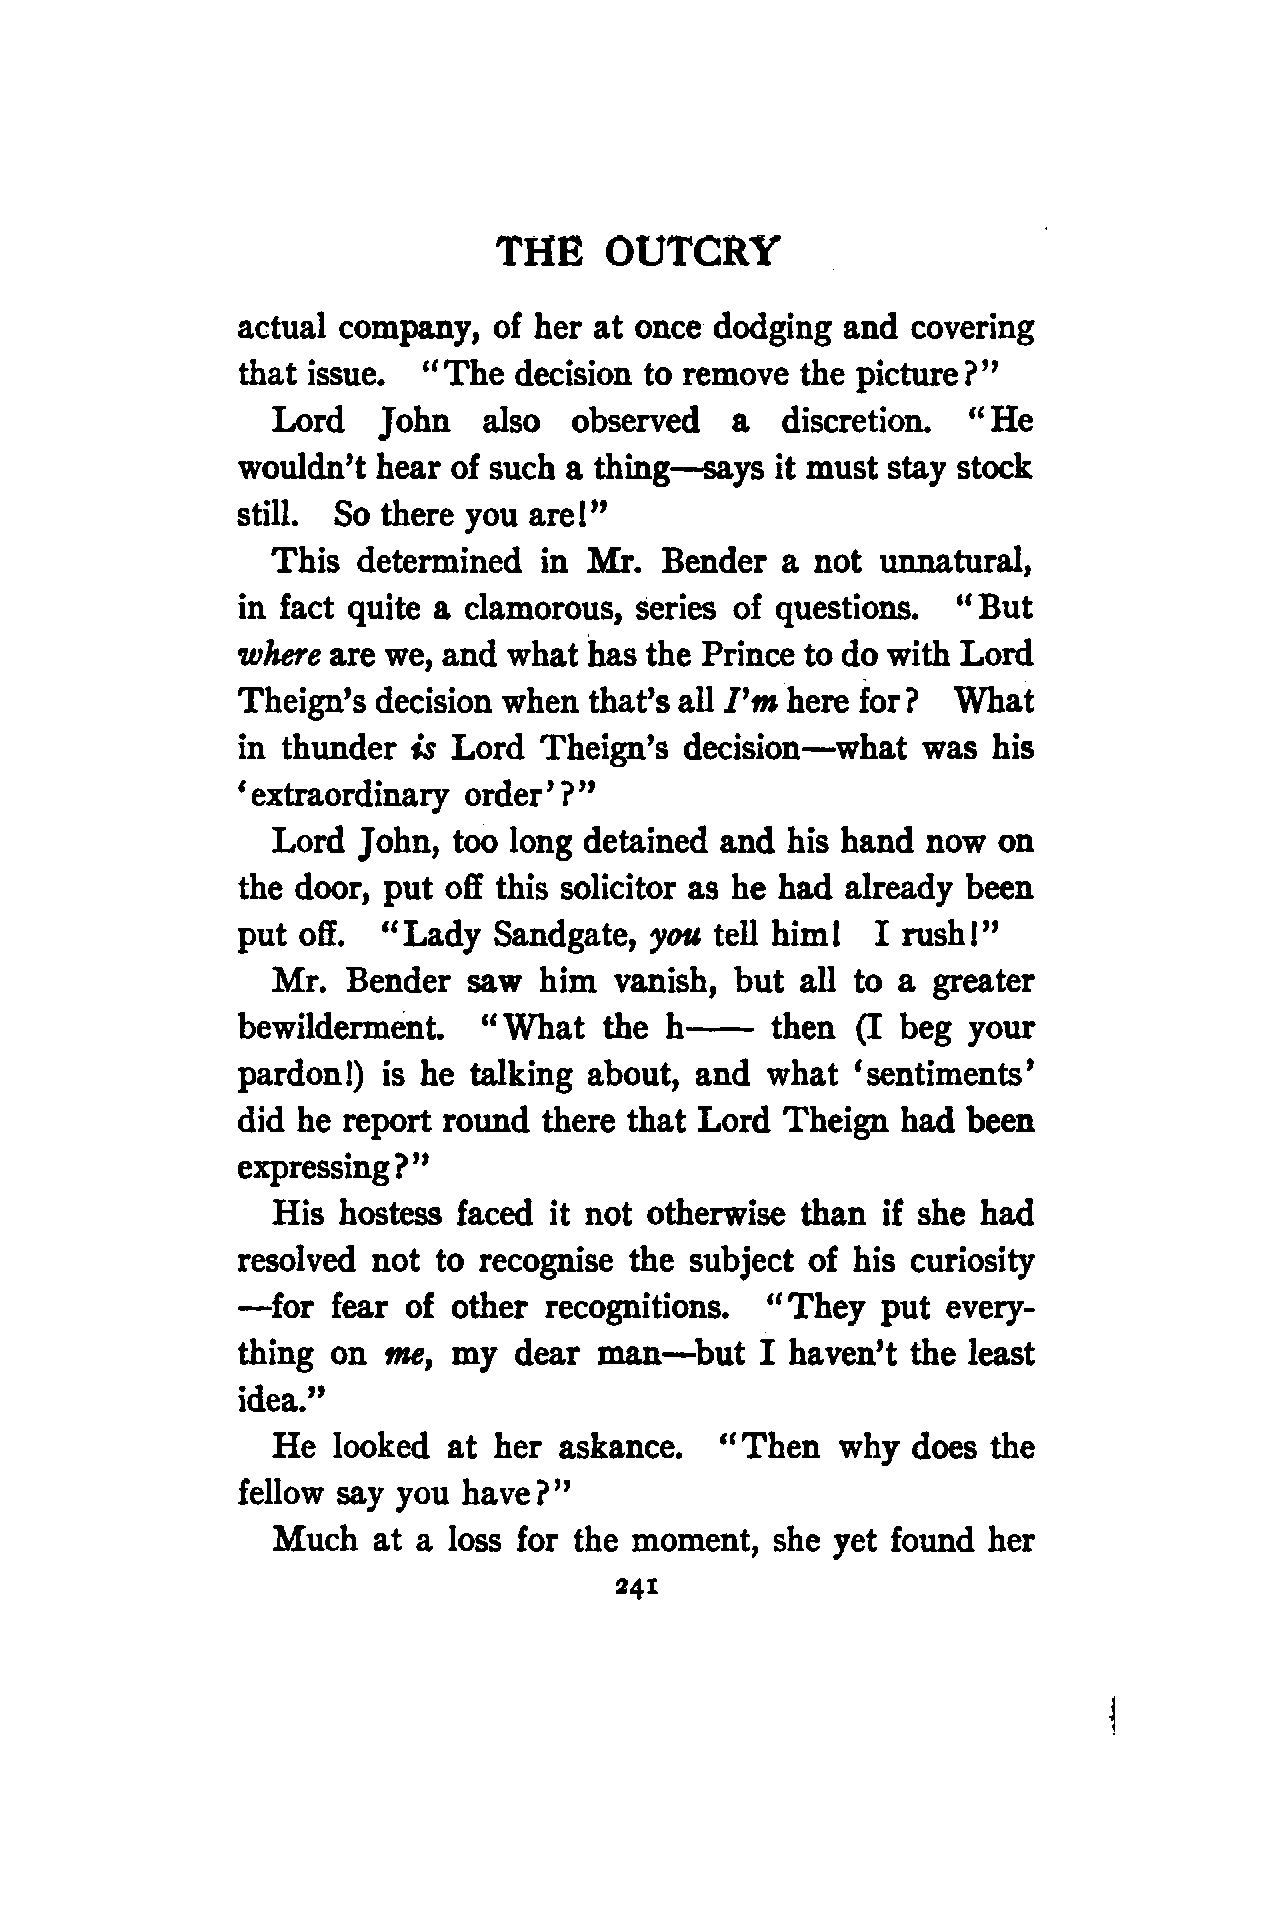 THE OUTCRY
actual company, of her at once dodging and covering
that issue. “The decision to remove the picture?”
Lord John also observed a discretion. “He
wouldn’t hear of such a thing—says it must stay stock
still. So there you are!”
This determined in Mr. Bender a not unnatural,
in fact quite a clamorous, series of questions. “But
where are we, and what has the Prince to do with Lord
Theign’s decision when that’s all I’m here for? What
in thunder is Lord Theign’s decision—what was his
‘extraordinary order’?”
Lord John, too long detained and his hand now on
the door, put off this solicitor as he had already been
put off. “Lady Sandgate, you tell him! I rush!”
Mr. Bender saw him vanish, but all to a greater
bewilderment. “What the h—— then (I beg your
pardon!) is he talking about, and what ‘sentiments’
did he report round there that Lord Theign had been
expressing?”
His hostess faced it not otherwise than if she had
resolved not to recognise the subject of his curiosity
—for fear of other recognitions. “They put every-
thing on me, my dear man—but I haven’t the least
idea.”
He looked at her askance. “Then why does the
fellow say you have?”
Much at a loss for the moment, she yet found her
241